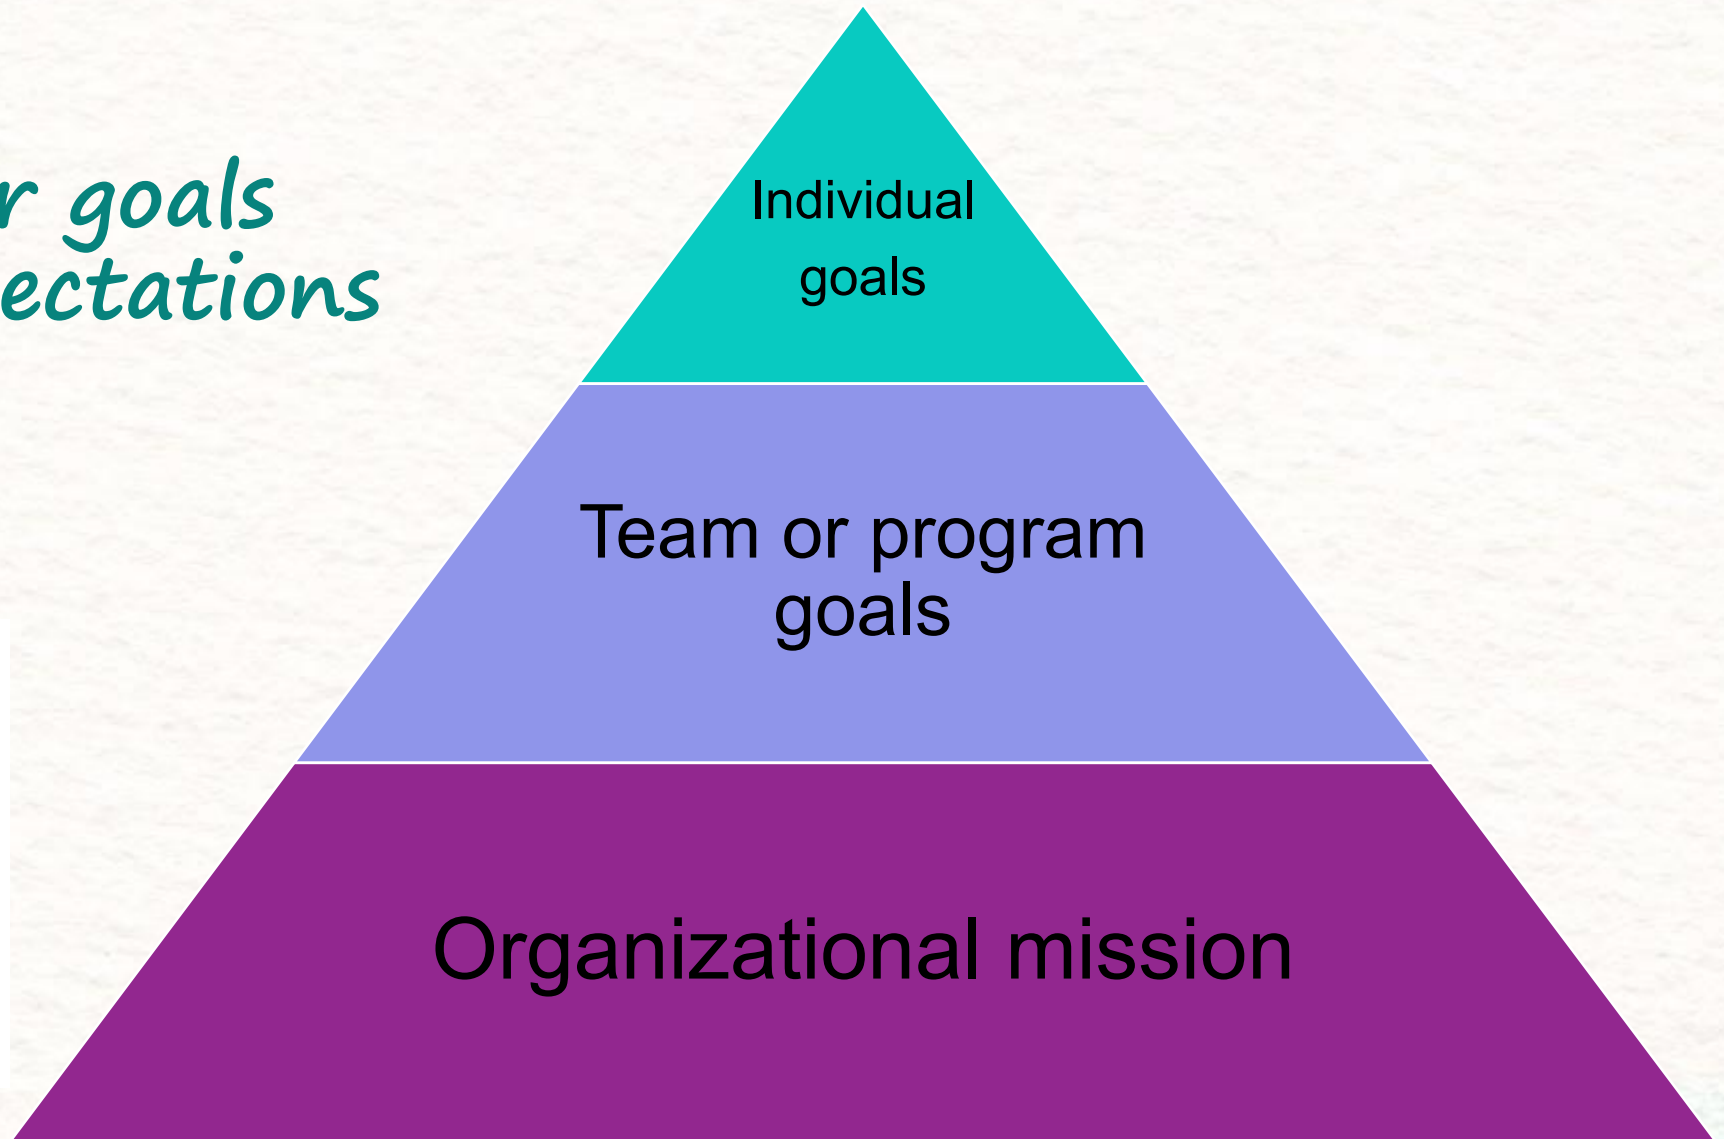 r goals
ectations
Individual
goals
Team or program
goals
Organizational mission